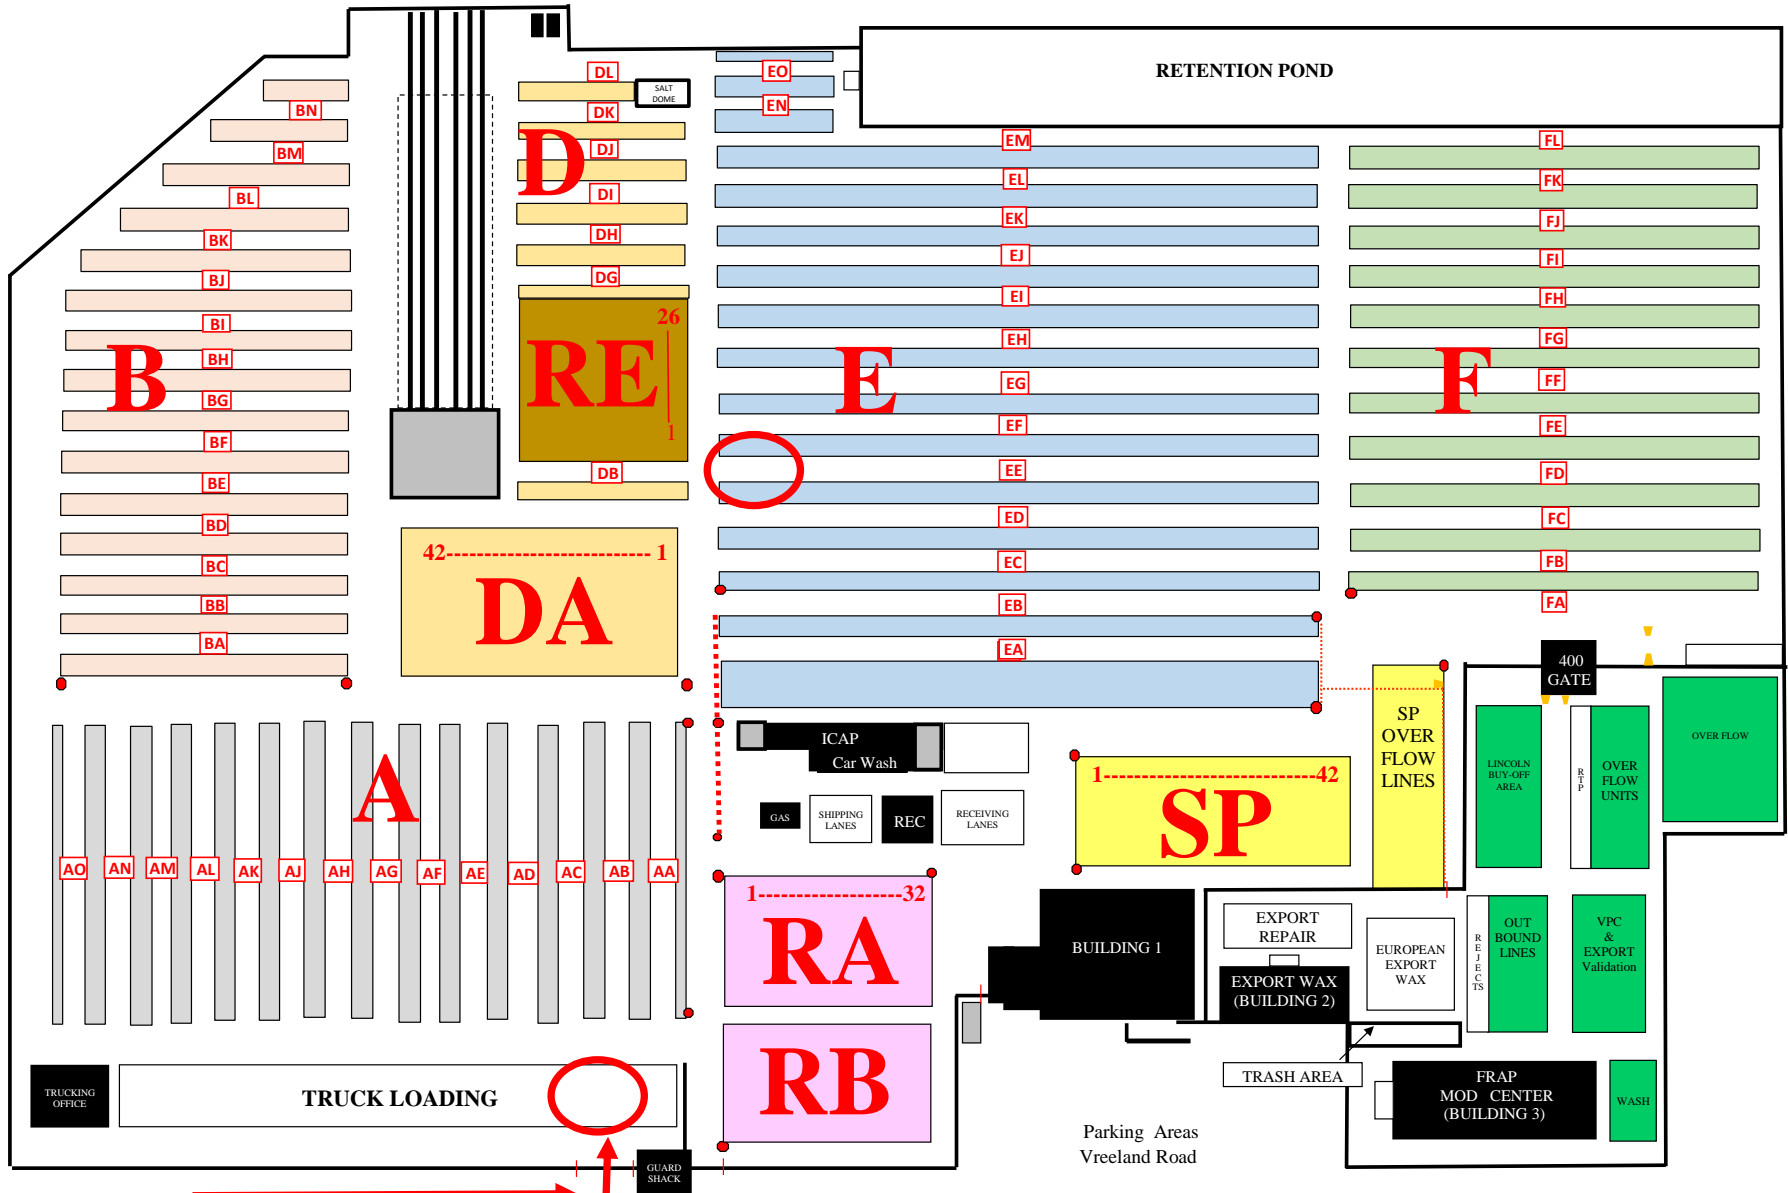 RETENTION POND
SALT
DOME
DL
DK
DJ
DI
DH
DG
DB
D
EO
EN
EM
EL
EK
EJ
EI
EH
EG
EF
EE
ED
EC
EB
EA
E
FL
FK
FJ
FI
FH
FG
FF
FE
FD
FC
FB
FA
F
BN
BM
BL
BK
BJ
BI
BH
BG
BF
BE
BD
BC
BB
BA
B
26
RE
1
42--------------------------- 1
DA
A
AO
AN
AM
AL
AK
AJ
AH
AG
AF
AE
AD
AC
AB
AA
ICAP
Car Wash
GAS
SHIPPING
LANES
REC
RECEIVING
LANES
1----------------------------42
SP
SP
OVER
FLOW
LINES
400
GATE
LINCOLN
BUY-OFF
AREA
R
T
P
OVER
FLOW
UNITS
OVER FLOW
1-------------------32
RA
RB
BUILDING 1
EXPORT
REPAIR
EXPORT WAX
(BUILDING 2)
EUROPEAN
EXPORT
WAX
R
E
J
E
C
TS
OUT
BOUND
LINES
VPC
&
EXPORT
Validation
TRASH AREA
FRAP
MOD CENTER
(BUILDING 3)
WASH
TRUCKING
OFFICE
TRUCK LOADING
GUARD
SHACK
Parking Areas
Vreeland Road